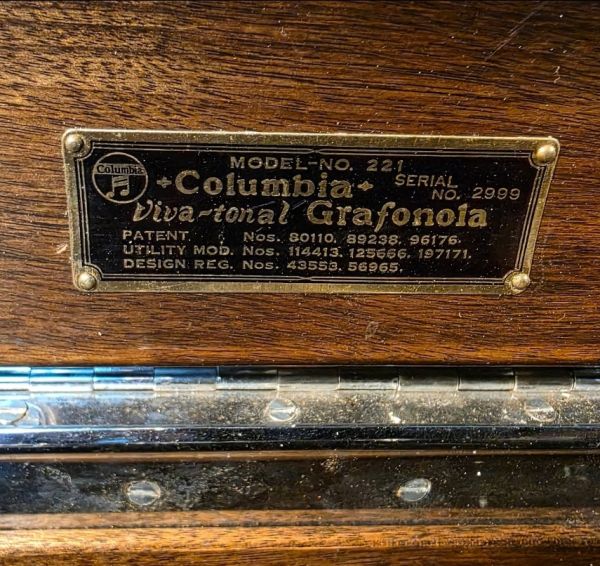 MODEL-NO. 221
Columbia
Columbia
SERIAL NO. 2999
Viva-tonal Grafonola
PATENT Nos. 80110, 89238, 96176.
UTILITY MOD. Nos. 114413, 125666, 197171.
DESIGN REG. Nos. 43553, 56965.